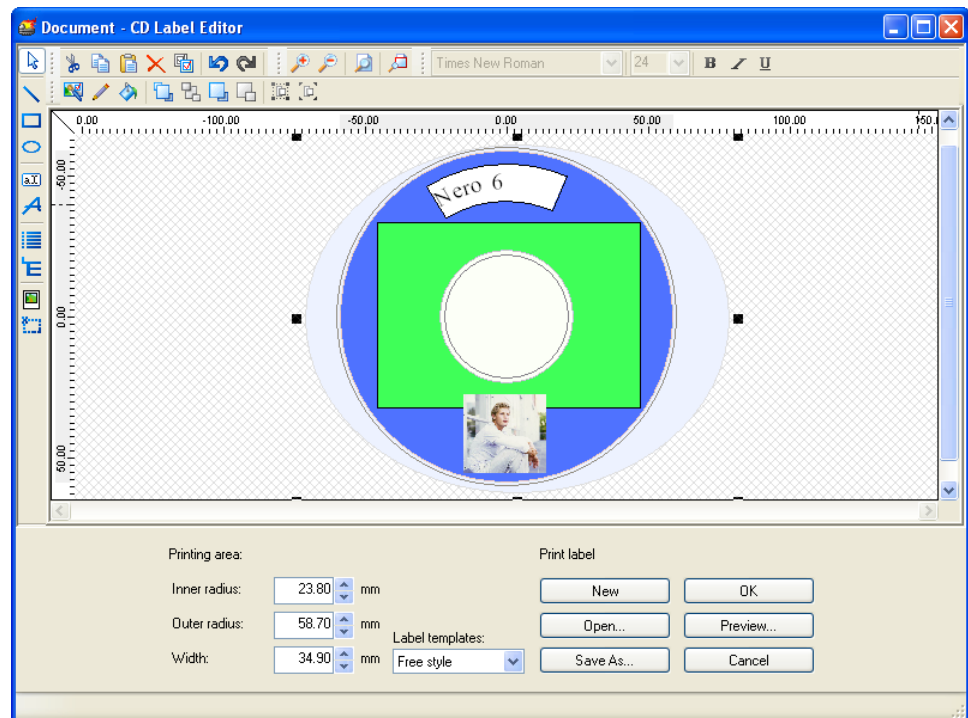 Document - CD Label Editor
Times New Roman 24 B I U
0.00 -100.00 -50.00 0.00 50.00 100.00 150.0
-50.00
0.00
50.00
Nero 6
Printing area:
Inner radius: 23.80 mm
Outer radius: 58.70 mm
Width: 34.90 mm
Label templates:
Free style
Print label
New OK
Open... Preview...
Save As... Cancel